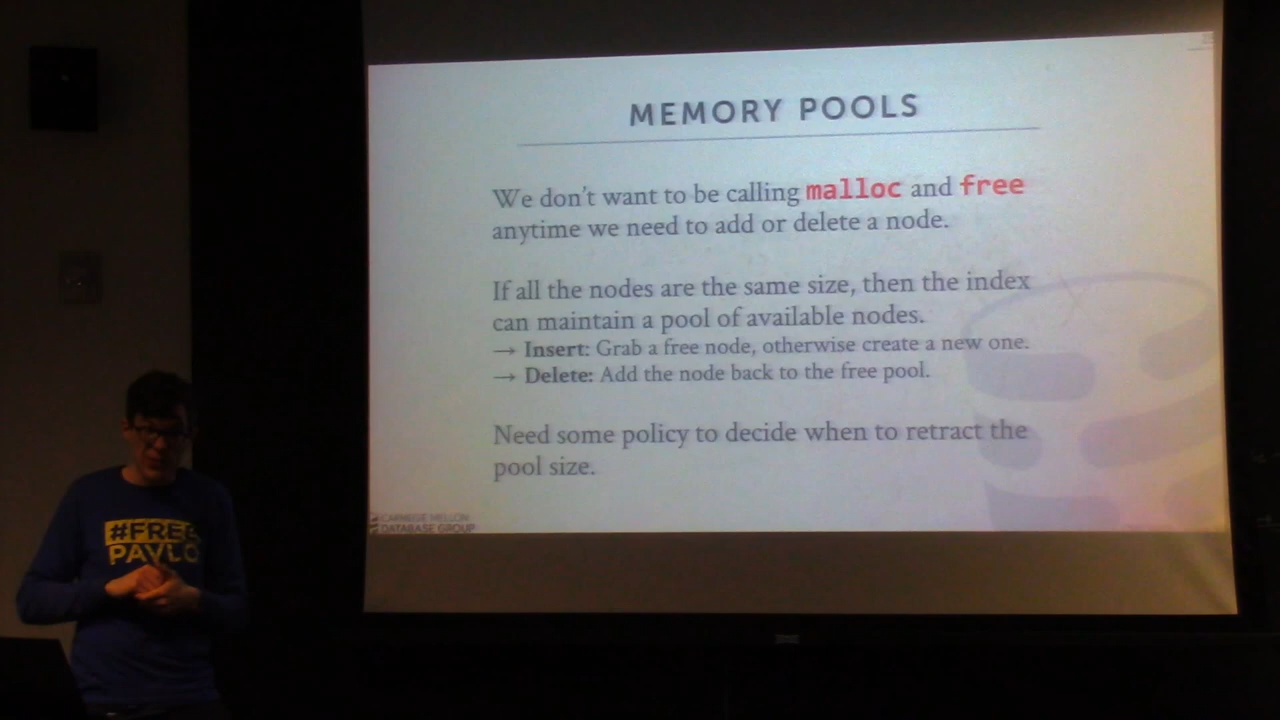 MEMORY POOLS
We don't want to be calling malloc and free
anytime we need to add or delete a node.
If all the nodes are the same size, then the index
can maintain a pool of available nodes.
→ Insert: Grab a free node, otherwise create a new one.
→ Delete: Add the node back to the free pool.
Need some policy to decide when to retract the
pool size.
CARNEGIE MELLON
DATABASE GROUP
#FREE
PAVLO